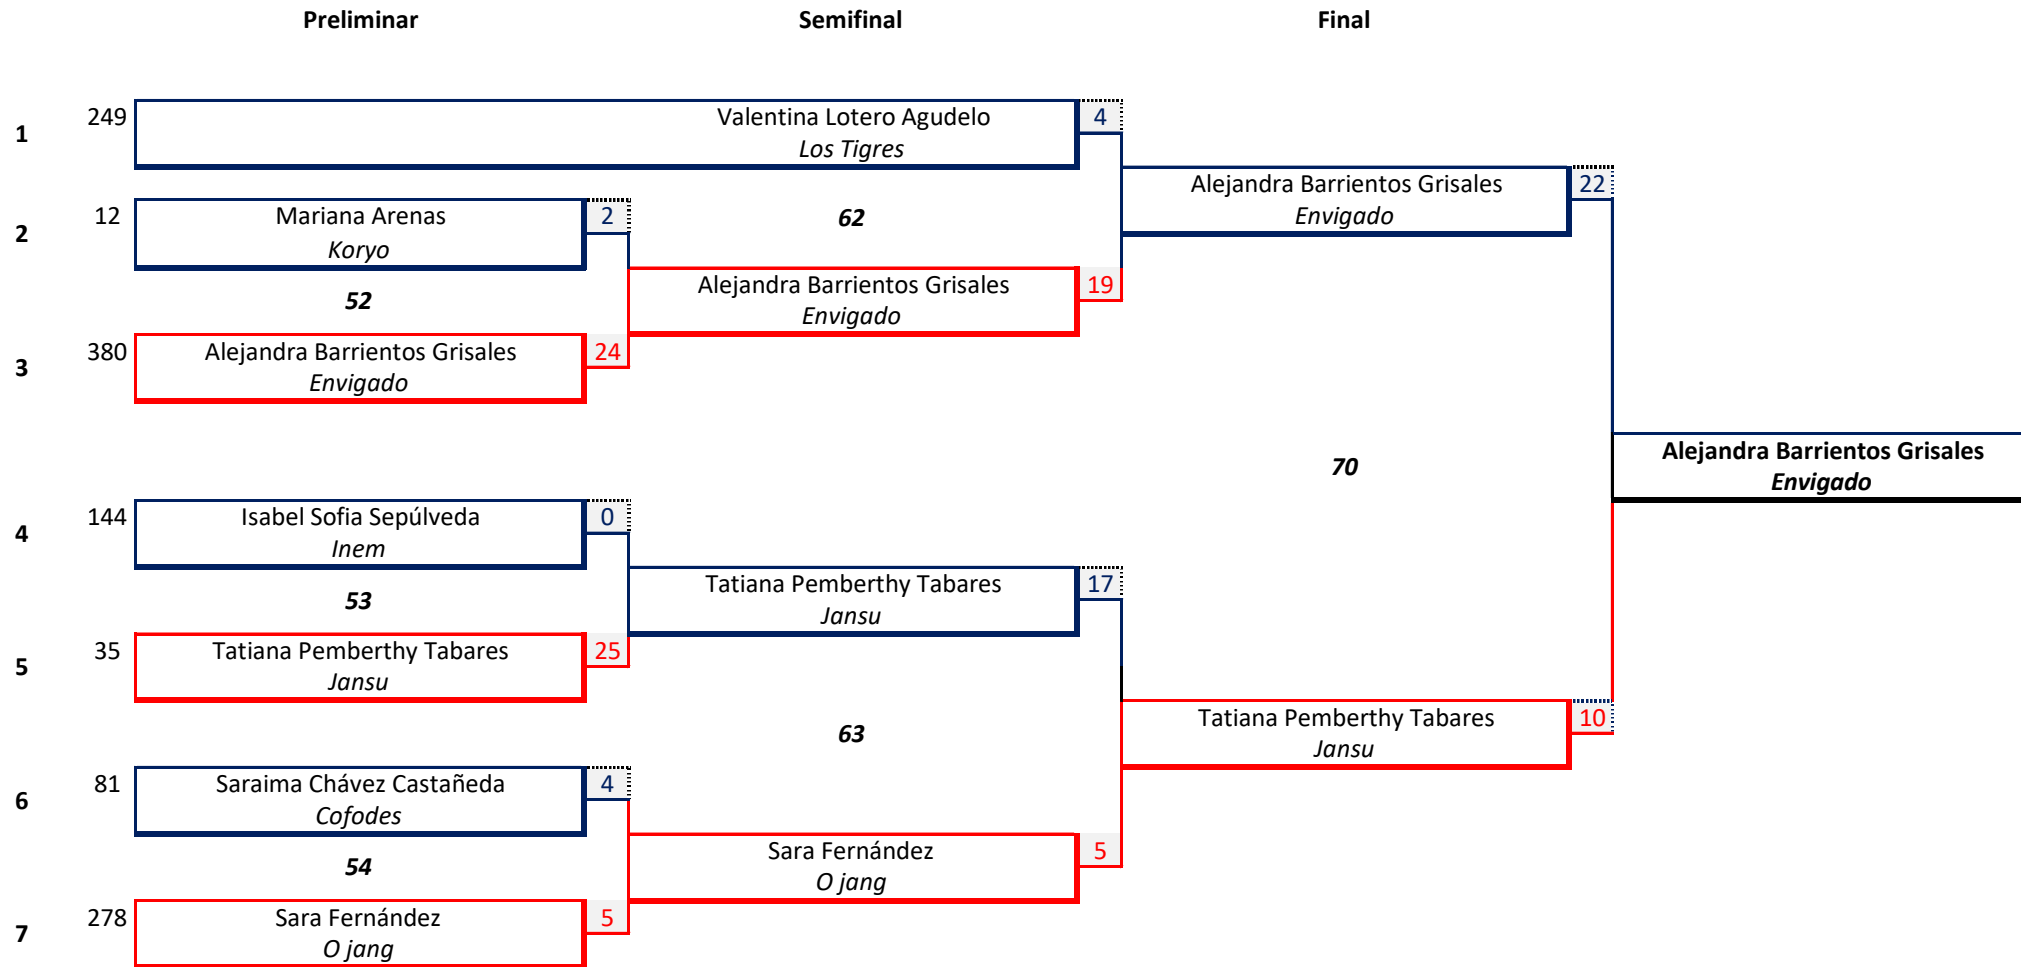 Preliminar Semifinal Final
249 Valentina Lotero Agudelo 4
1 Los Tigres
Alejandra Barrientos Grisales 22
Envigado
12 Mariana Arenas 2
2 Koryo
62
52
Alejandra Barrientos Grisales 19
Envigado
380 Alejandra Barrientos Grisales 24
3 Envigado
70
Alejandra Barrientos Grisales
Envigado
144 Isabel Sofia Sepúlveda 0
4 Inem
53
Tatiana Pemberthy Tabares 17
Jansu
35 Tatiana Pemberthy Tabares 25
5 Jansu
63
Tatiana Pemberthy Tabares 10
Jansu
81 Saraima Chávez Castañeda 4
6 Cofodes
54
Sara Fernández 5
O jang
278 Sara Fernández 5
7 O jang